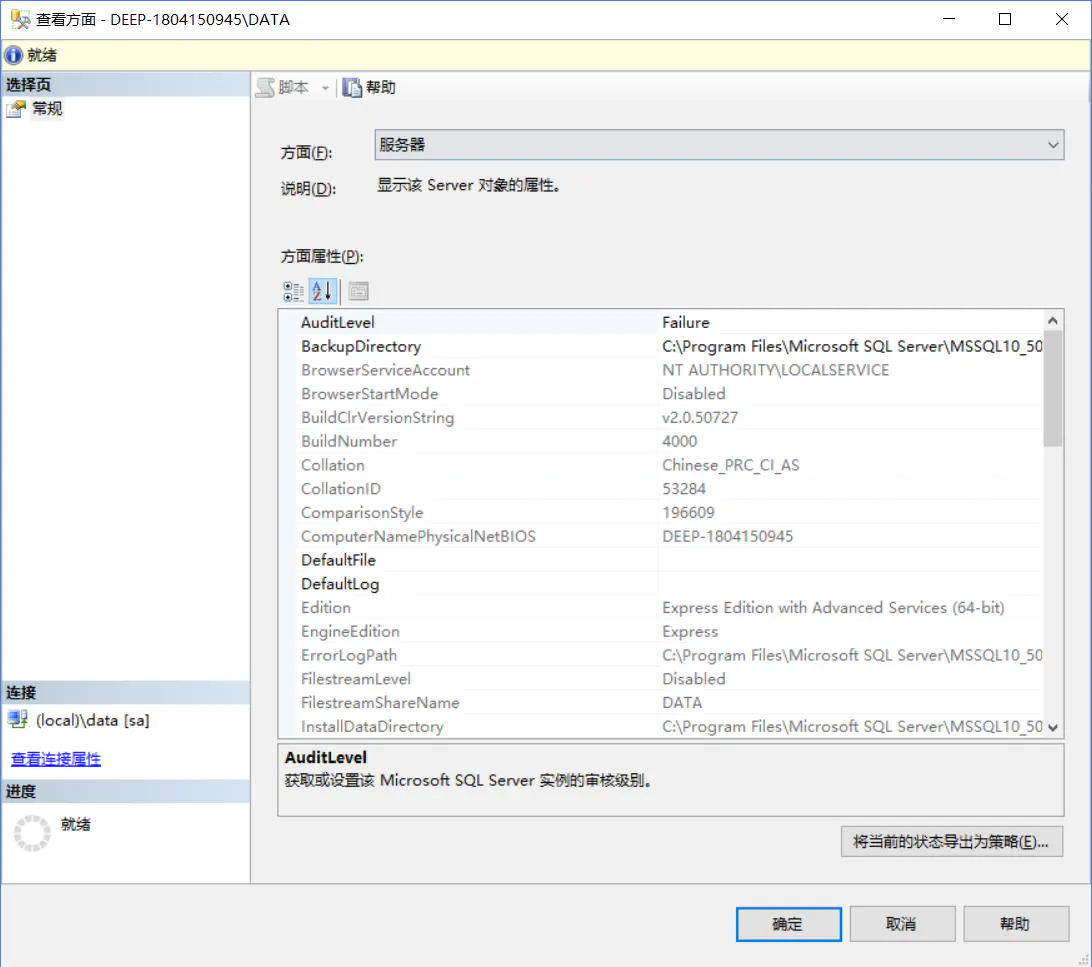 查看方面 - DEEP-1804150945\DATA
就绪
选择页
常规
脚本
帮助
方面(F):
服务器
说明(D):
显示该 Server 对象的属性。
方面属性(P):
AuditLevel Failure
BackupDirectory C:\Program Files\Microsoft SQL Server\MSSQL10_50
BrowserServiceAccount NT AUTHORITY\LOCALSERVICE
BrowserStartMode Disabled
BuildClrVersionString v2.0.50727
BuildNumber 4000
Collation Chinese_PRC_CI_AS
CollationID 53284
ComparisonStyle 196609
ComputerNamePhysicalNetBIOS DEEP-1804150945
DefaultFile
DefaultLog
Edition Express Edition with Advanced Services (64-bit)
EngineEdition Express
ErrorLogPath C:\Program Files\Microsoft SQL Server\MSSQL10_50
FilestreamLevel Disabled
FilestreamShareName DATA
InstallDataDirectory C:\Program Files\Microsoft SQL Server\MSSQL10_50
AuditLevel
获取或设置该 Microsoft SQL Server 实例的审核级别。
将当前的状态导出为策略(E)...
连接
(local)\data [sa]
查看连接属性
进度
就绪
确定
取消
帮助